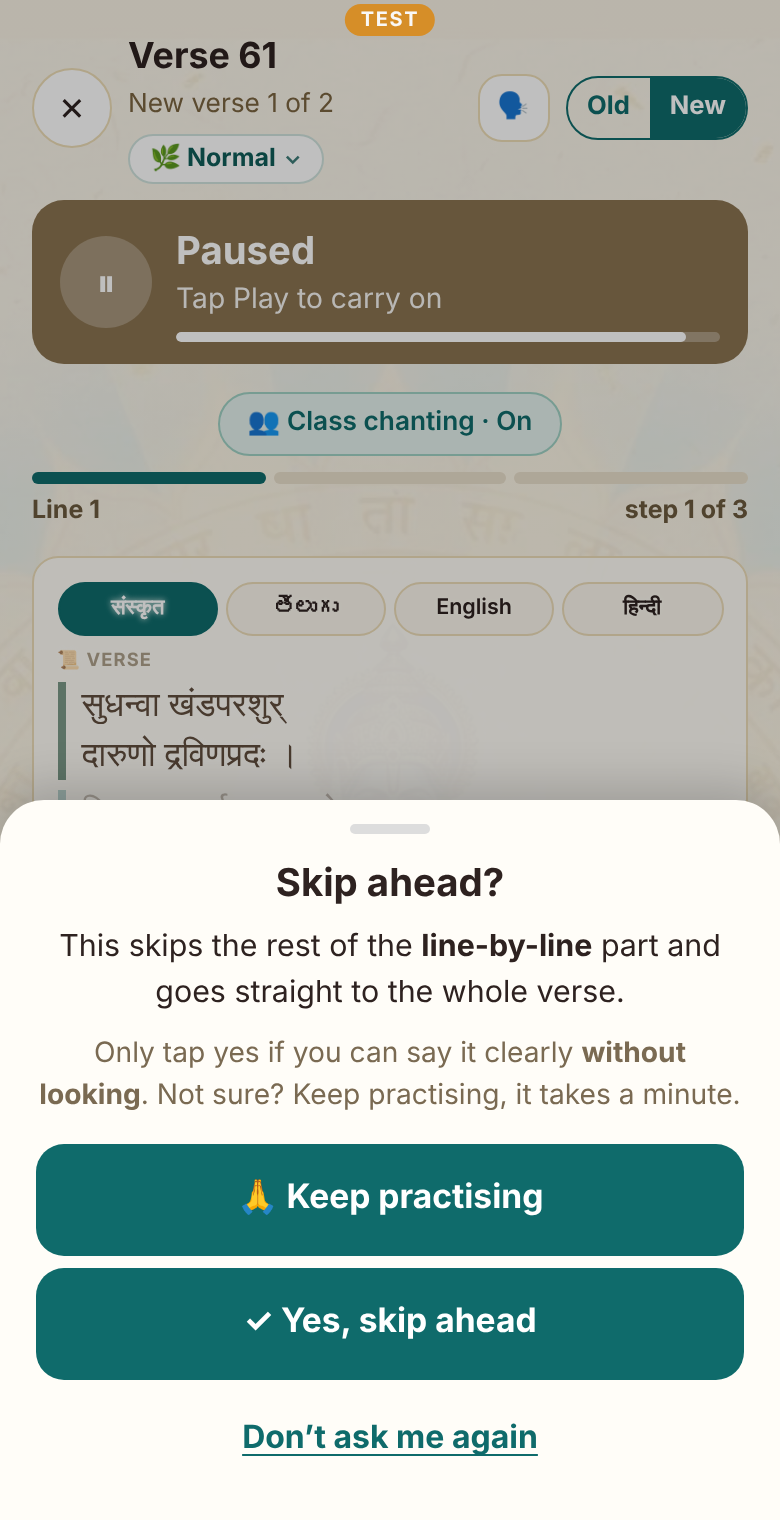 TEST
Verse 61
New verse 1 of 2
Normal
Old New
Paused
Tap Play to carry on
Class chanting · On
Line 1
step 1 of 3
संस्कृत తెలుగు English हिन्दी
VERSE
सुधन्वा खंडपरशुर्
दारुणो द्रविणप्रदः ।
Skip ahead?
This skips the rest of the line-by-line part and
goes straight to the whole verse.
Only tap yes if you can say it clearly without
looking. Not sure? Keep practising, it takes a minute.
🙏 Keep practising
✓ Yes, skip ahead
Don’t ask me again